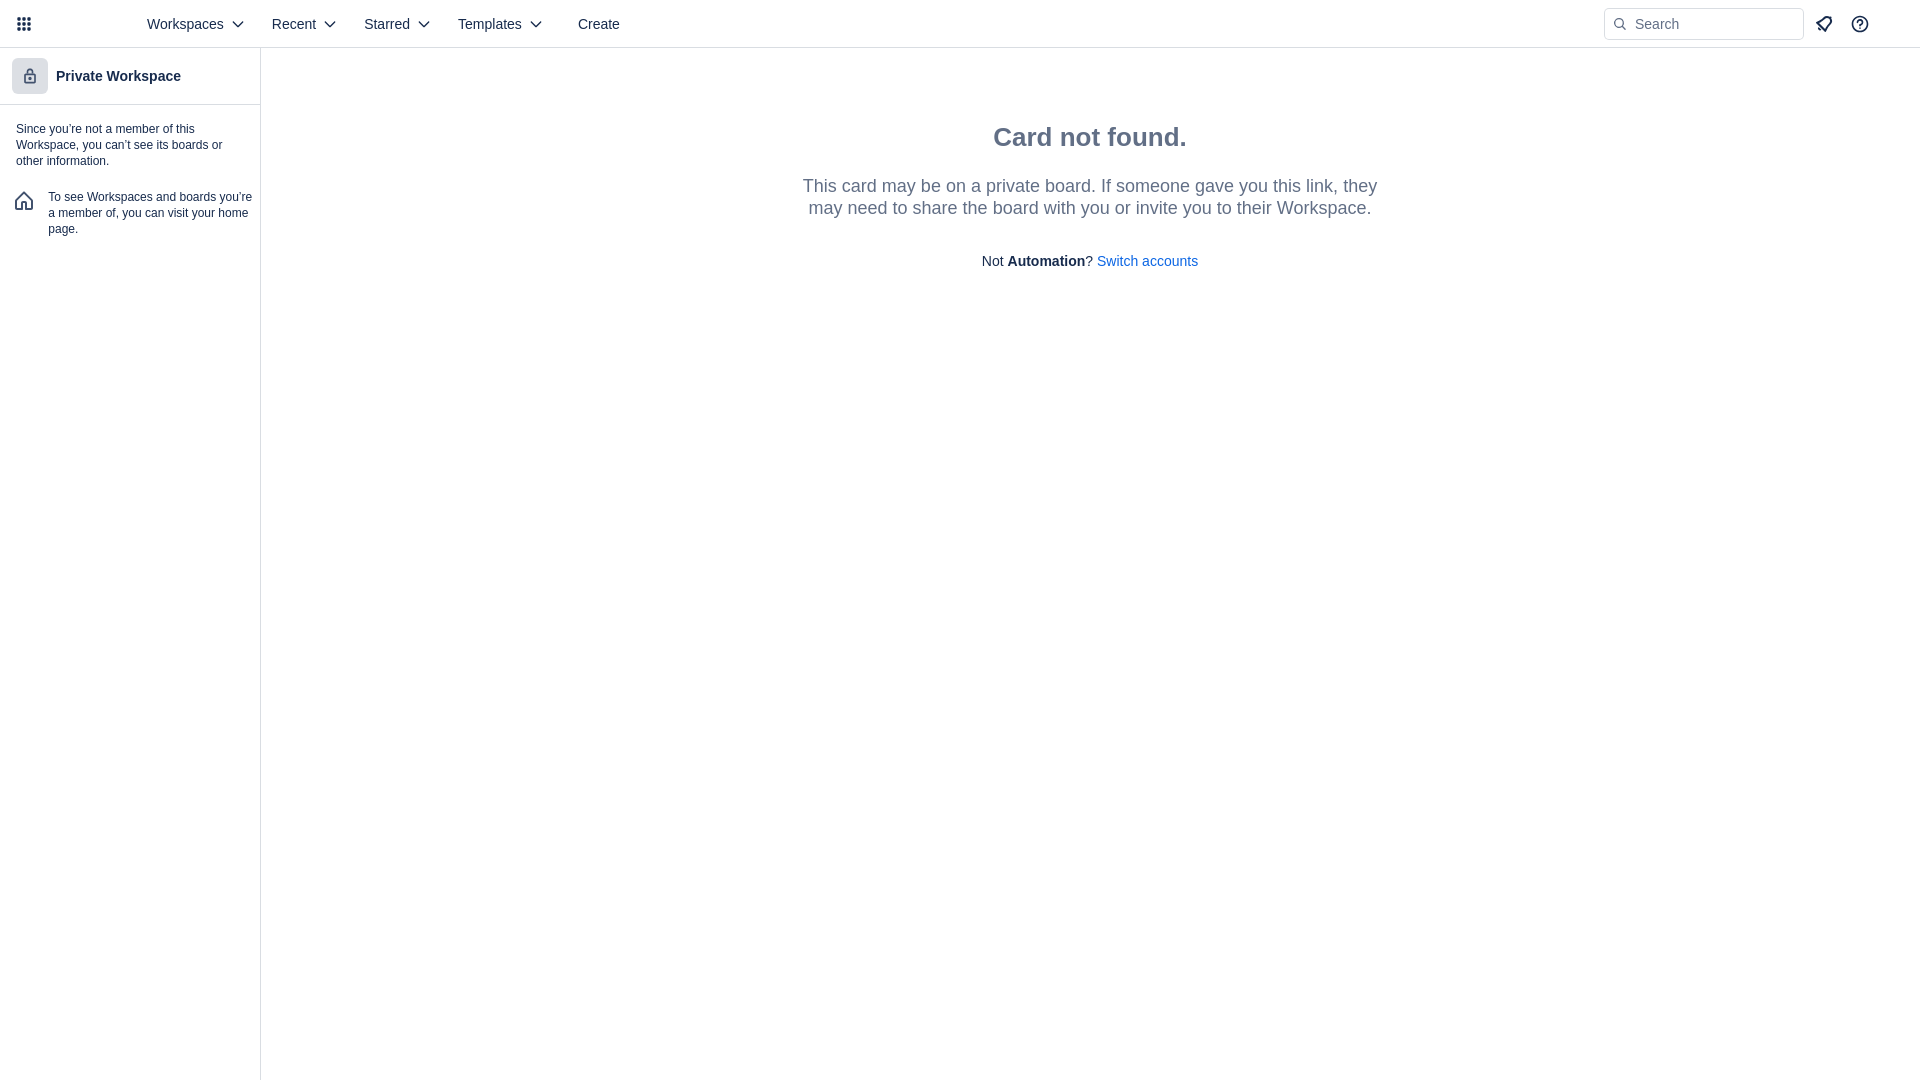 Workspaces
Recent
Starred
Templates
Create
Search
Private Workspace
Since you’re not a member of this
Workspace, you can’t see its boards or
other information.
To see Workspaces and boards you’re
a member of, you can visit your home
page.
Card not found.
This card may be on a private board. If someone gave you this link, they
may need to share the board with you or invite you to their Workspace.
Not Automation? Switch accounts